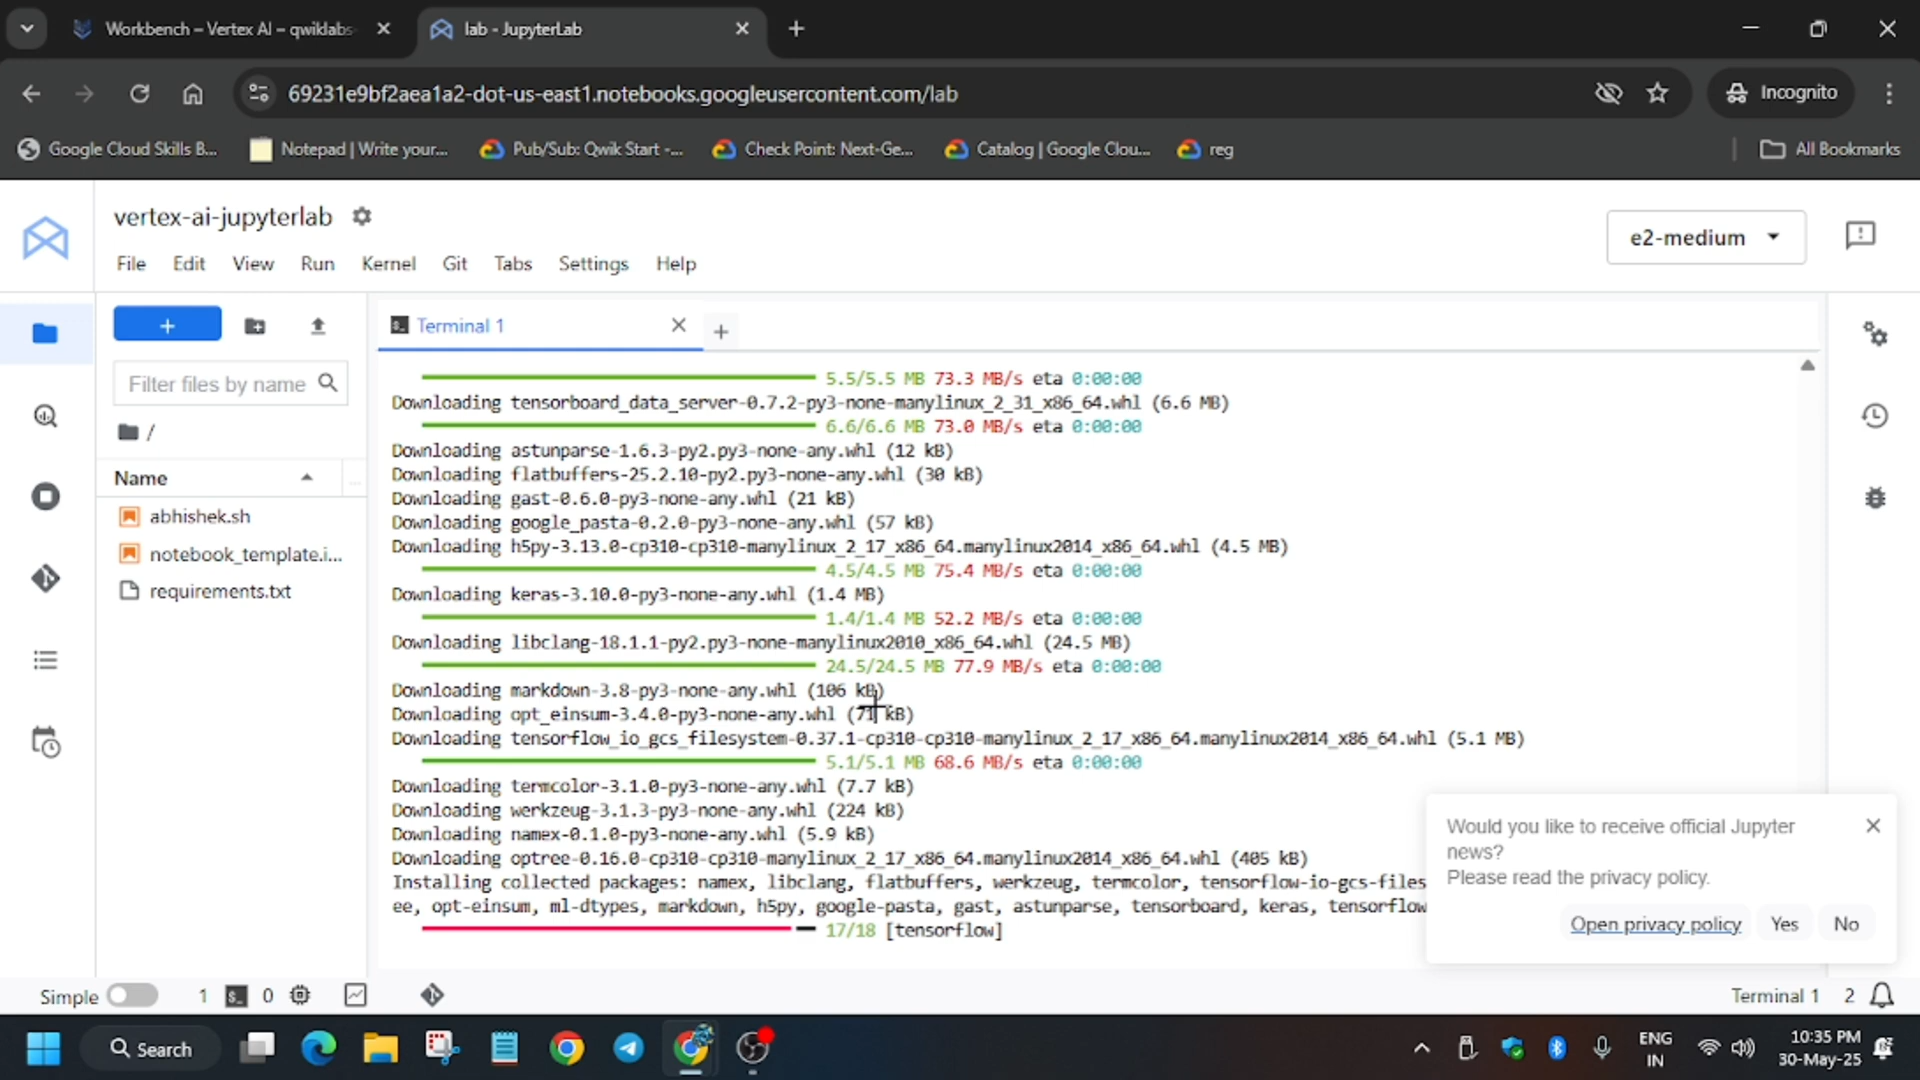 Workbench – Vertex AI – qwiklabs-
lab - JupyterLab
69231e9bf2aea1a2-dot-us-east1.notebooks.googleusercontent.com/lab
Incognito
Google Cloud Skills B...
Notepad | Write your...
Pub/Sub: Qwik Start -...
Check Point: Next-Ge...
Catalog | Google Clou...
reg
All Bookmarks
vertex-ai-jupyterlab
e2-medium
File Edit View Run Kernel Git Tabs Settings Help
Terminal 1
Filter files by name
/
Name
abhishek.sh
notebook_template.i...
requirements.txt
5.5/5.5 MB 73.3 MB/s eta 0:00:00
Downloading tensorboard_data_server-0.7.2-py3-none-manylinux_2_31_x86_64.whl (6.6 MB)
6.6/6.6 MB 73.0 MB/s eta 0:00:00
Downloading astunparse-1.6.3-py2.py3-none-any.whl (12 kB)
Downloading flatbuffers-25.2.10-py2.py3-none-any.whl (30 kB)
Downloading gast-0.6.0-py3-none-any.whl (21 kB)
Downloading google_pasta-0.2.0-py3-none-any.whl (57 kB)
Downloading h5py-3.13.0-cp310-cp310-manylinux_2_17_x86_64.manylinux2014_x86_64.whl (4.5 MB)
4.5/4.5 MB 75.4 MB/s eta 0:00:00
Downloading keras-3.10.0-py3-none-any.whl (1.4 MB)
1.4/1.4 MB 52.2 MB/s eta 0:00:00
Downloading libclang-18.1.1-py2.py3-none-manylinux2010_x86_64.whl (24.5 MB)
24.5/24.5 MB 77.9 MB/s eta 0:00:00
Downloading markdown-3.8-py3-none-any.whl (106 kB)
Downloading opt_einsum-3.4.0-py3-none-any.whl (71 kB)
Downloading tensorflow_io_gcs_filesystem-0.37.1-cp310-cp310-manylinux_2_17_x86_64.manylinux2014_x86_64.whl (5.1 MB)
5.1/5.1 MB 68.6 MB/s eta 0:00:00
Downloading termcolor-3.1.0-py3-none-any.whl (7.7 kB)
Downloading werkzeug-3.1.3-py3-none-any.whl (224 kB)
Downloading namex-0.1.0-py3-none-any.whl (5.9 kB)
Downloading optree-0.16.0-cp310-cp310-manylinux_2_17_x86_64.manylinux2014_x86_64.whl (405 kB)
Installing collected packages: namex, libclang, flatbuffers, werkzeug, termcolor, tensorflow-io-gcs-files
ee, opt-einsum, ml-dtypes, markdown, h5py, google-pasta, gast, astunparse, tensorboard, keras, tensorflow
17/18 [tensorflow]
Would you like to receive official Jupyter
news?
Please read the privacy policy.
Open privacy policy Yes No
Simple 1 0 Terminal 1 2
Search
ENG
IN
10:35 PM
30-May-25